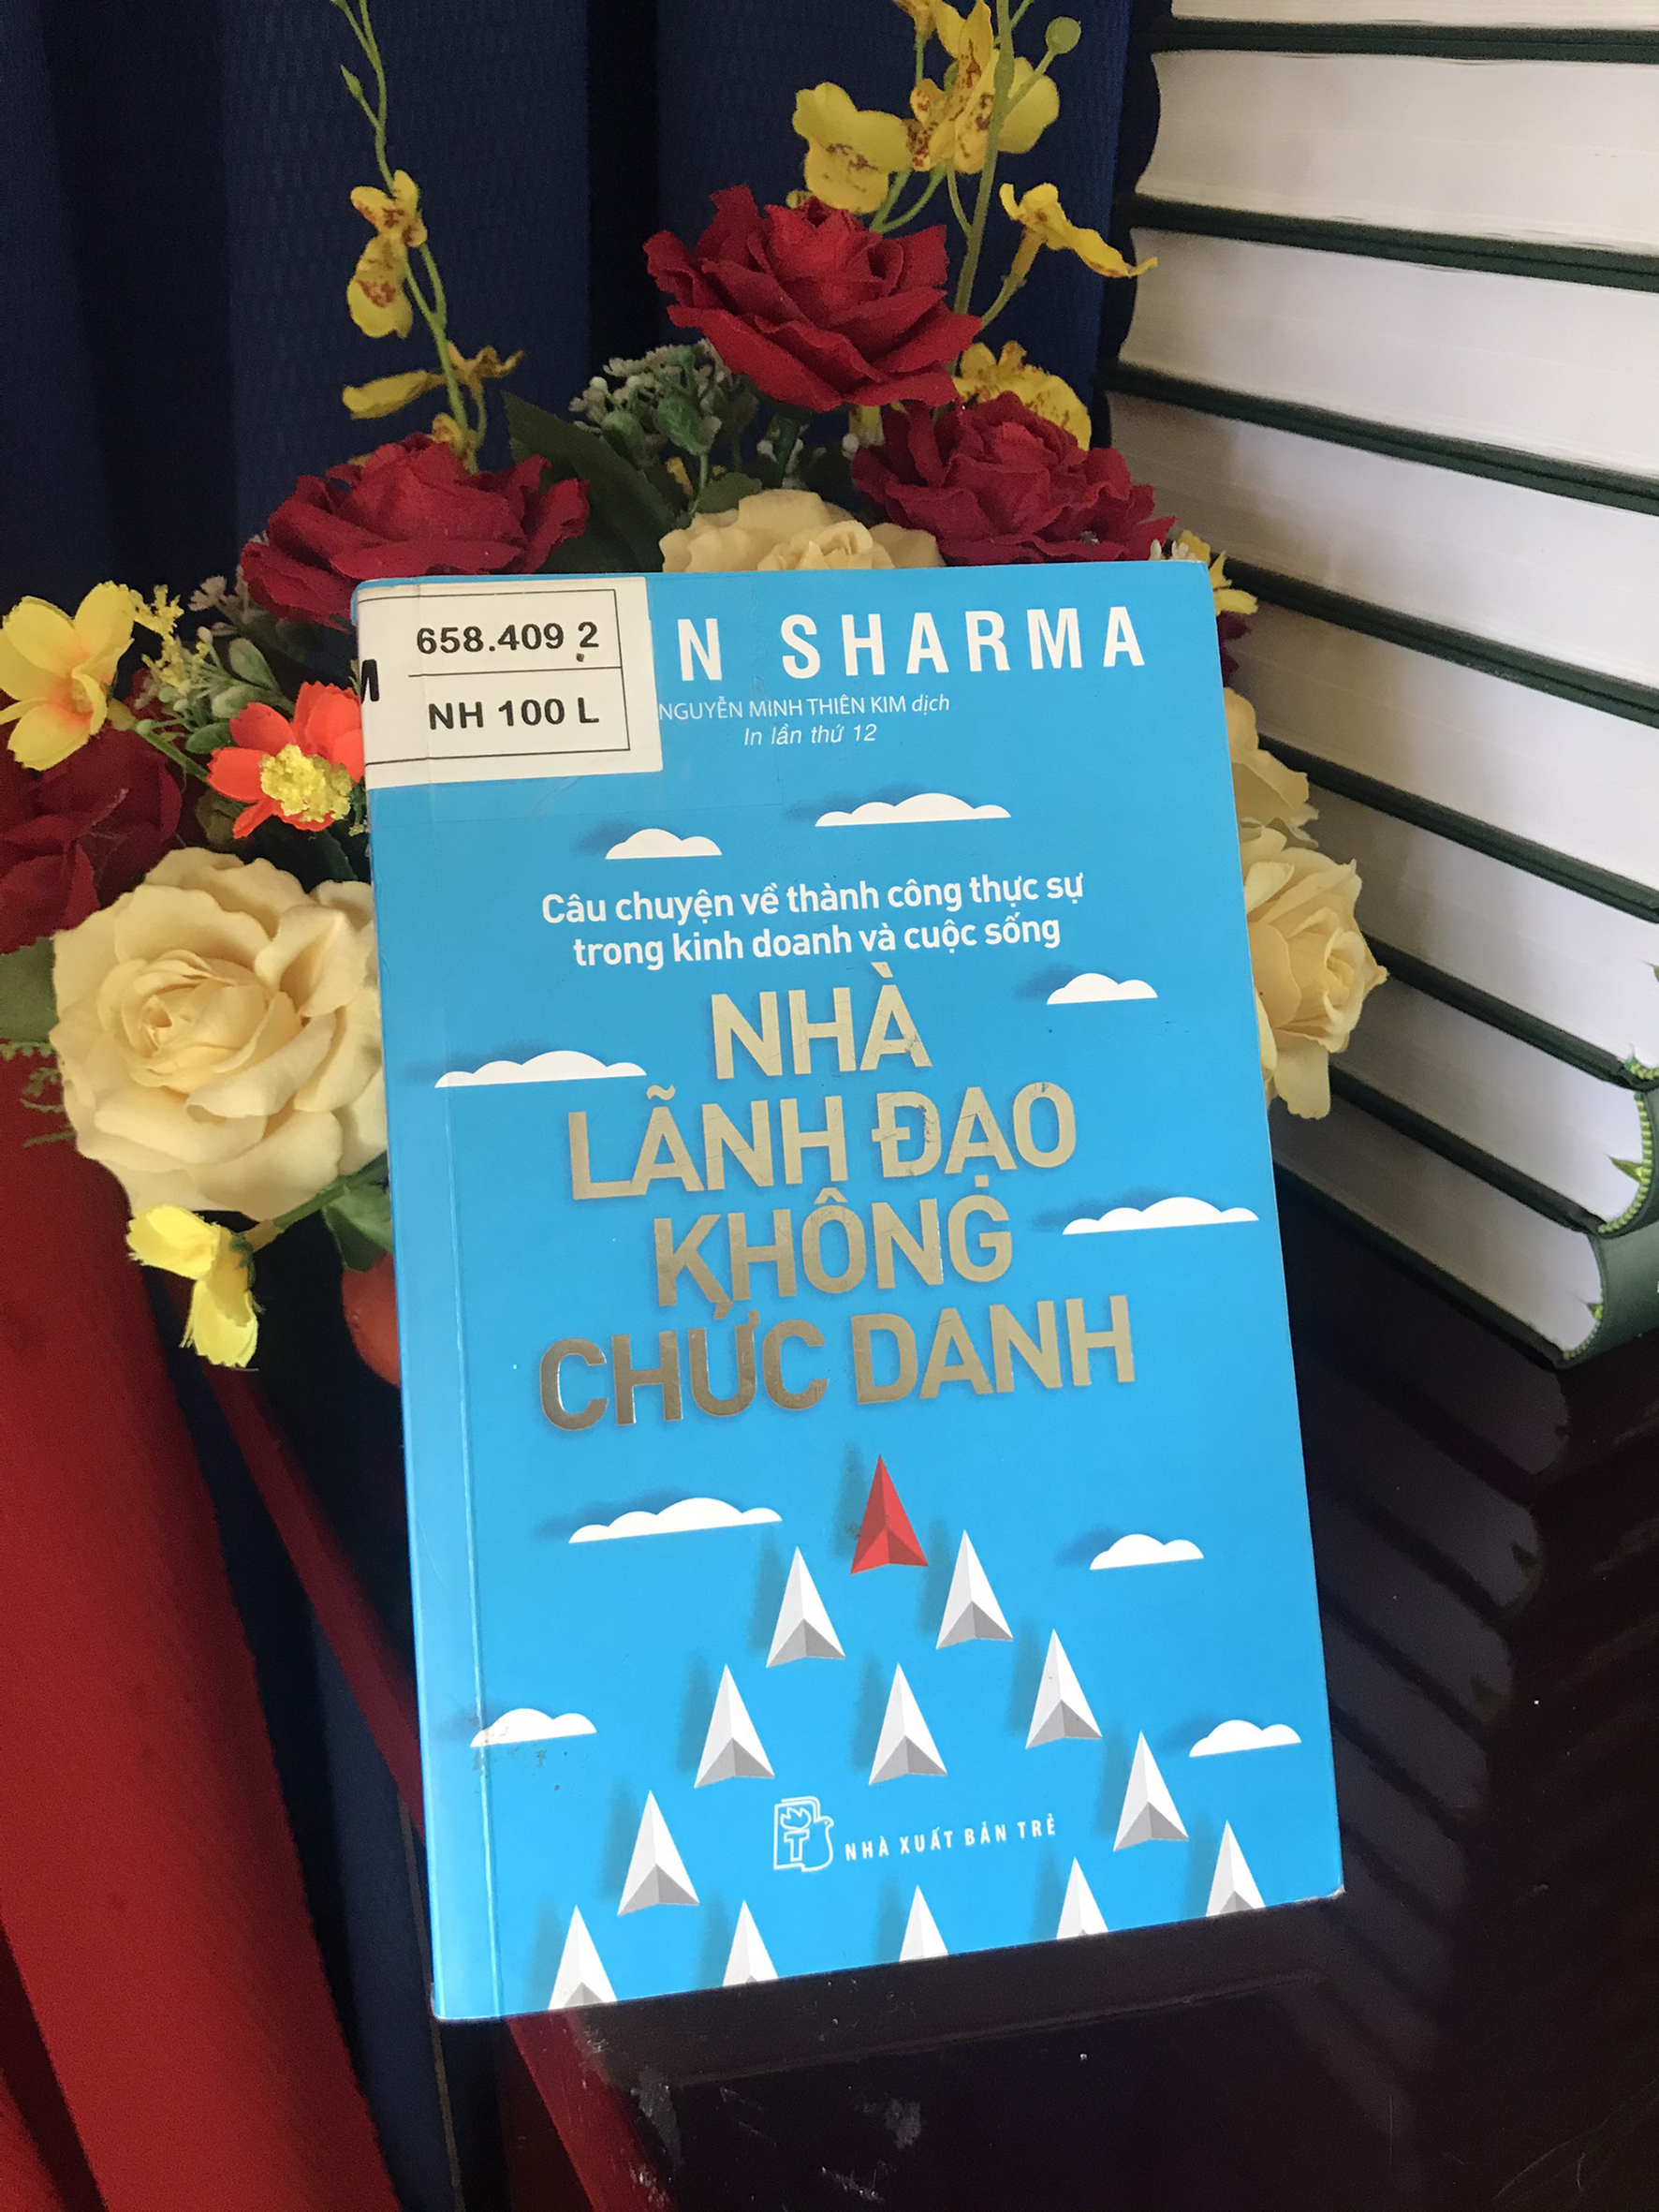 658.409 2
NH 100 L
N SHARMA
NGUYỄN MINH THIÊN KIM dịch
In lần thứ 12
Câu chuyện về thành công thực sự
trong kinh doanh và cuộc sống
NHÀ
LÃNH ĐẠO
KHÔNG
CHỨC DANH
NHÀ XUẤT BẢN TRẺ